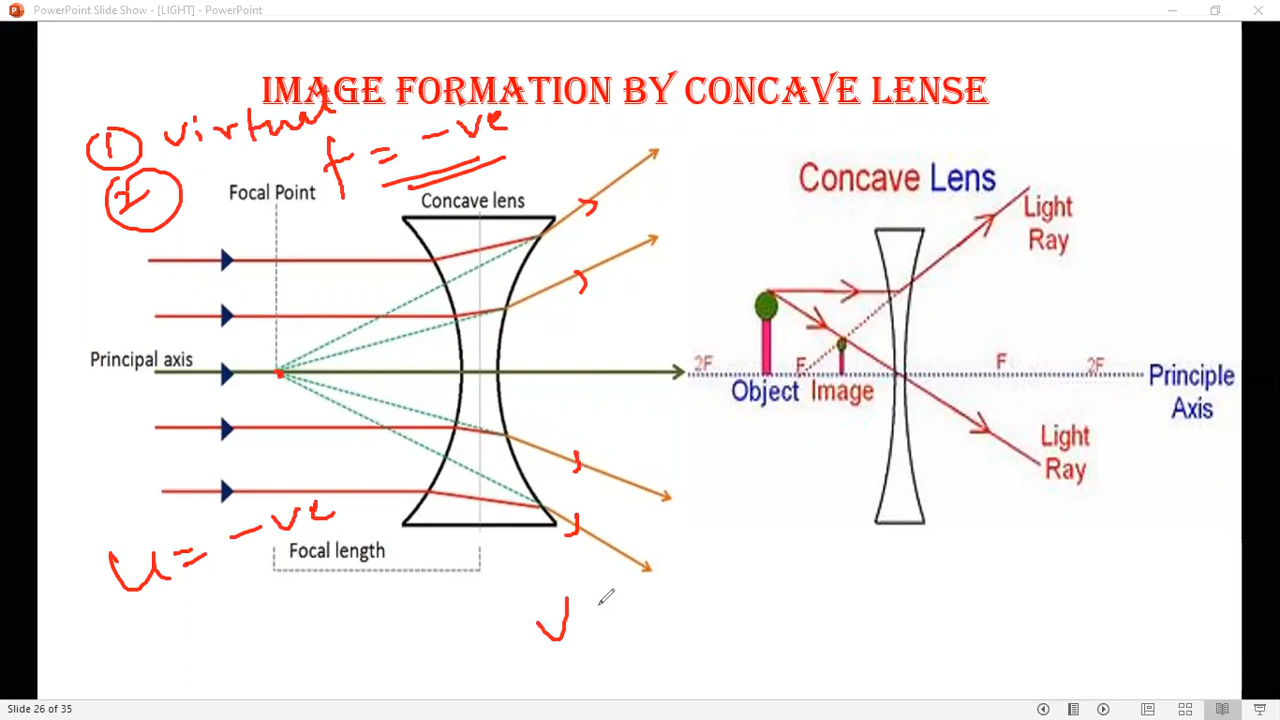 PowerPoint Slide Show - [LIGHT] - PowerPoint
IMAGE FORMATION BY CONCAVE LENSE
1 virtual
f = -ve
2
Focal Point
Concave lens
Principal axis
Focal length
u = -ve
v
Concave Lens
Light
Ray
2F
F
F
2F
Object
Image
Principle
Axis
Light
Ray
Slide 26 of 35